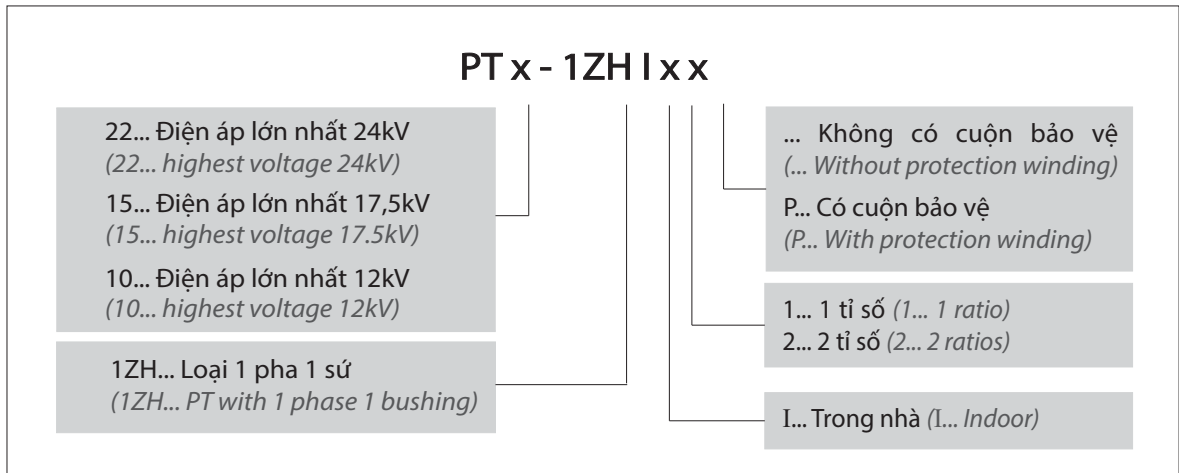 PT x - 1ZH I x x
22... Điện áp lớn nhất 24kV
(22... highest voltage 24kV)
15... Điện áp lớn nhất 17,5kV
(15... highest voltage 17.5kV)
10... Điện áp lớn nhất 12kV
(10... highest voltage 12kV)
1ZH... Loại 1 pha 1 sứ
(1ZH... PT with 1 phase 1 bushing)
... Không có cuộn bảo vệ
(... Without protection winding)
P... Có cuộn bảo vệ
(P... With protection winding)
1... 1 tỉ số (1... 1 ratio)
2... 2 tỉ số (2... 2 ratios)
I... Trong nhà (I... Indoor)